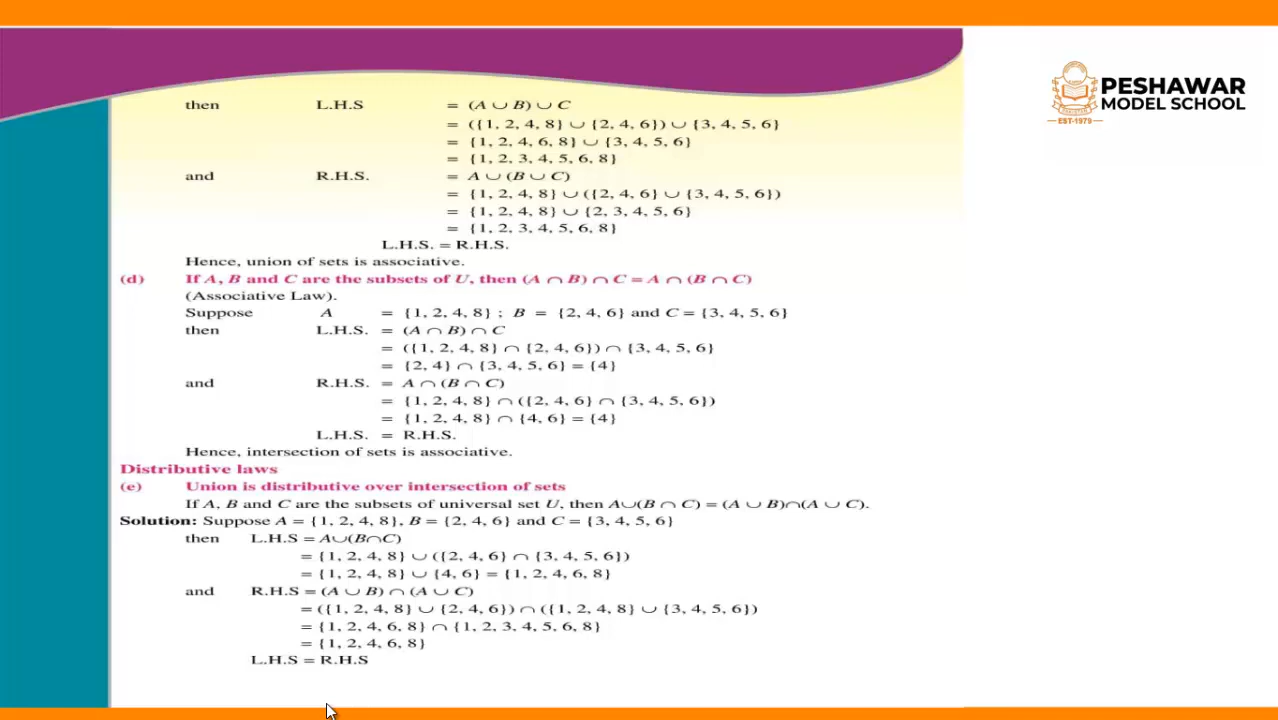 PESHAWAR
MODEL SCHOOL
EST-1979
then L.H.S = (A ∪ B) ∪ C
= ({1, 2, 4, 8} ∪ {2, 4, 6}) ∪ {3, 4, 5, 6}
= {1, 2, 4, 6, 8} ∪ {3, 4, 5, 6}
= {1, 2, 3, 4, 5, 6, 8}
and R.H.S. = A ∪ (B ∪ C)
= {1, 2, 4, 8} ∪ ({2, 4, 6} ∪ {3, 4, 5, 6})
= {1, 2, 4, 8} ∪ {2, 3, 4, 5, 6}
= {1, 2, 3, 4, 5, 6, 8}
L.H.S. = R.H.S.
Hence, union of sets is associative.
(d) If A, B and C are the subsets of U, then (A ∩ B) ∩ C = A ∩ (B ∩ C)
(Associative Law).
Suppose A = {1, 2, 4, 8} ; B = {2, 4, 6} and C = {3, 4, 5, 6}
then L.H.S. = (A ∩ B) ∩ C
= ({1, 2, 4, 8} ∩ {2, 4, 6}) ∩ {3, 4, 5, 6}
= {2, 4} ∩ {3, 4, 5, 6} = {4}
and R.H.S. = A ∩ (B ∩ C)
= {1, 2, 4, 8} ∩ ({2, 4, 6} ∩ {3, 4, 5, 6})
= {1, 2, 4, 8} ∩ {4, 6} = {4}
L.H.S. = R.H.S.
Hence, intersection of sets is associative.
Distributive laws
(e) Union is distributive over intersection of sets
If A, B and C are the subsets of universal set U, then A∪(B ∩ C) = (A ∪ B)∩(A ∪ C).
Solution: Suppose A = {1, 2, 4, 8}, B = {2, 4, 6} and C = {3, 4, 5, 6}
then L.H.S = A∪(B∩C)
= {1, 2, 4, 8} ∪ ({2, 4, 6} ∩ {3, 4, 5, 6})
= {1, 2, 4, 8} ∪ {4, 6} = {1, 2, 4, 6, 8}
and R.H.S = (A ∪ B) ∩ (A ∪ C)
= ({1, 2, 4, 8} ∪ {2, 4, 6}) ∩ ({1, 2, 4, 8} ∪ {3, 4, 5, 6})
= {1, 2, 4, 6, 8} ∩ {1, 2, 3, 4, 5, 6, 8}
= {1, 2, 4, 6, 8}
L.H.S = R.H.S